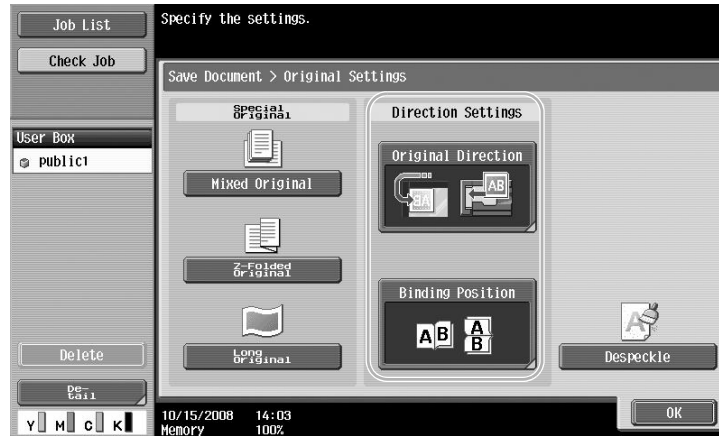 Job List
Specify the settings.
Check Job
Save Document > Original Settings
Special
Original
Direction Settings
User Box
public1
Original Direction
AB
AB
Mixed Original
Z-Folded
Original
Binding Position
A B
A
B
A
Delete
Long
Original
Despeckle
De-
tail
OK
Y M C K
10/15/2008 14:03
Memory 100%